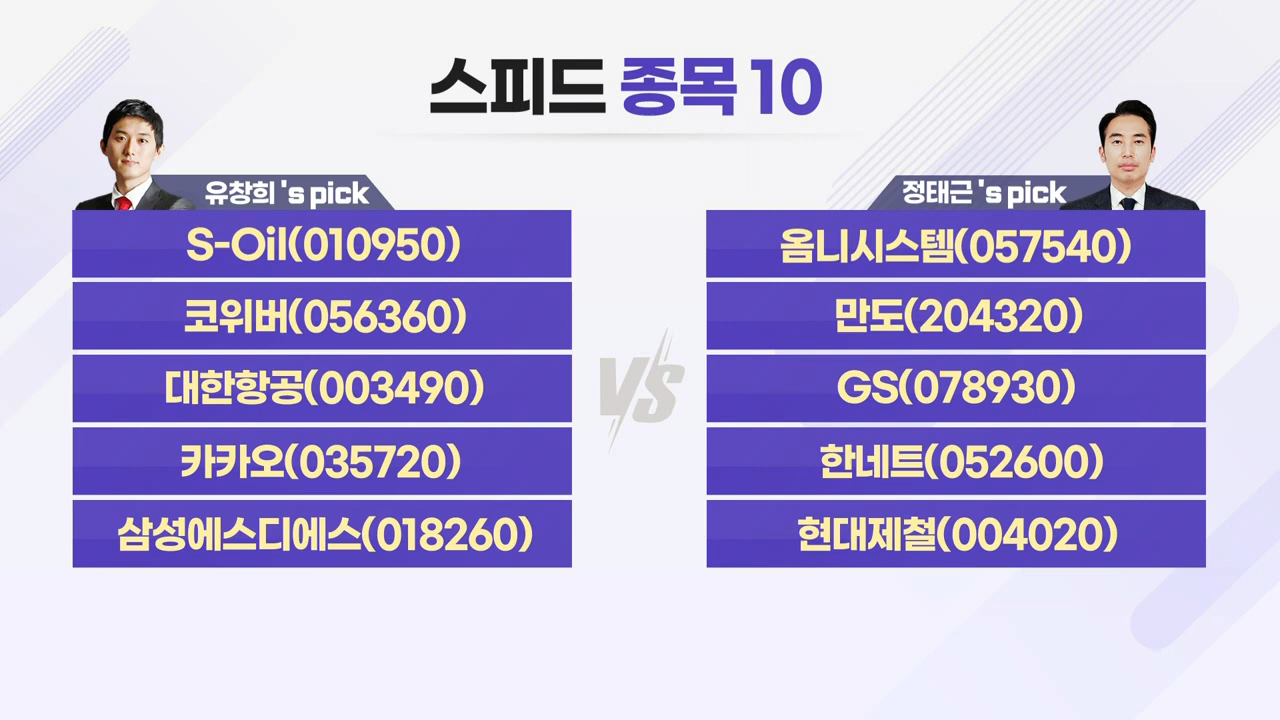 스피드 종목 10
유창희 's pick
S-Oil(010950)
코위버(056360)
대한항공(003490)
카카오(035720)
삼성에스디에스(018260)
VS
정태근 's pick
옴니시스템(057540)
만도(204320)
GS(078930)
한네트(052600)
현대제철(004020)